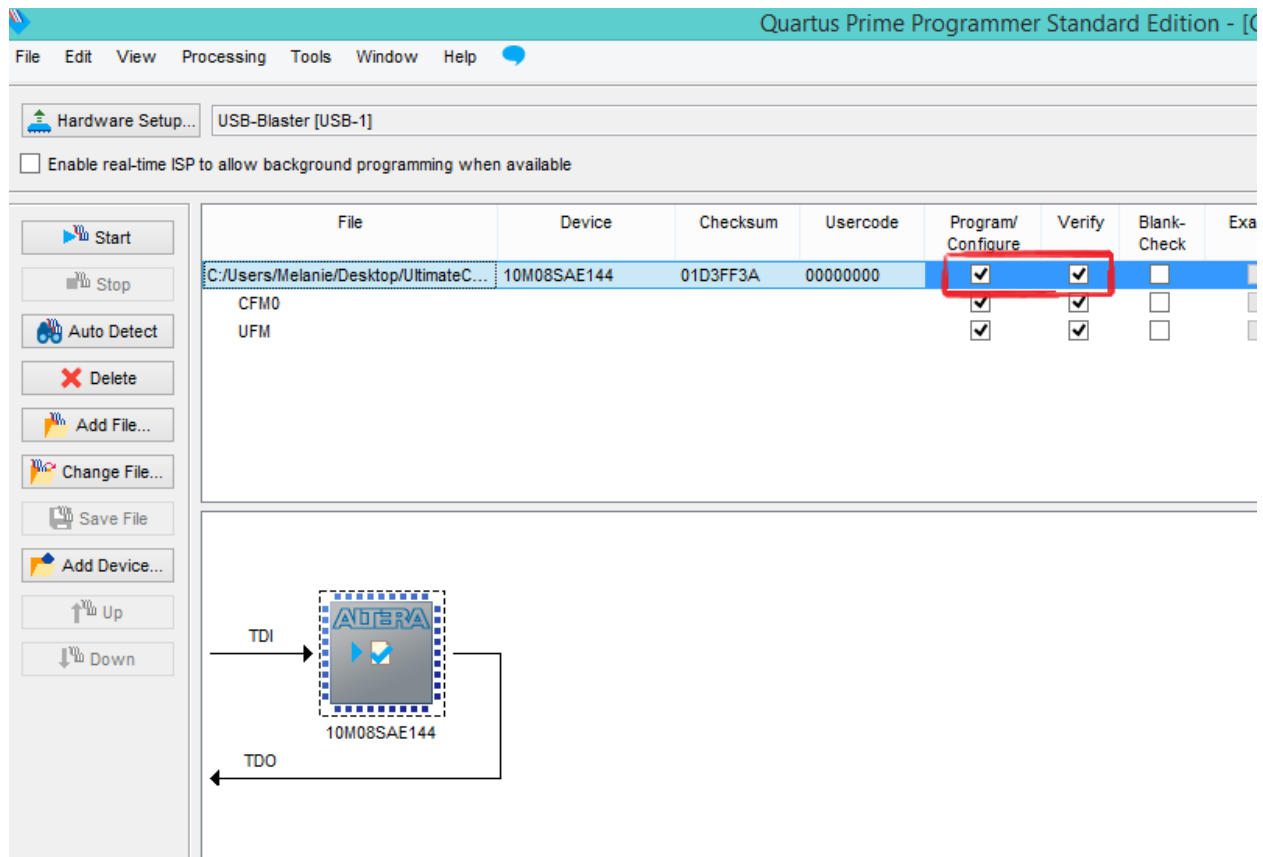 Quartus Prime Programmer Standard Edition - [C
File Edit View Processing Tools Window Help
Hardware Setup... USB-Blaster [USB-1]
Enable real-time ISP to allow background programming when available
File Device Checksum Usercode Program/ Configure Verify Blank- Check Exa
C:/Users/Melanie/Desktop/UltimateC... 10M08SAE144 01D3FF3A 00000000
CFM0
UFM
Start
Stop
Auto Detect
Delete
Add File...
Change File...
Save File
Add Device...
Up
Down
ALTERA
TDI
10M08SAE144
TDO